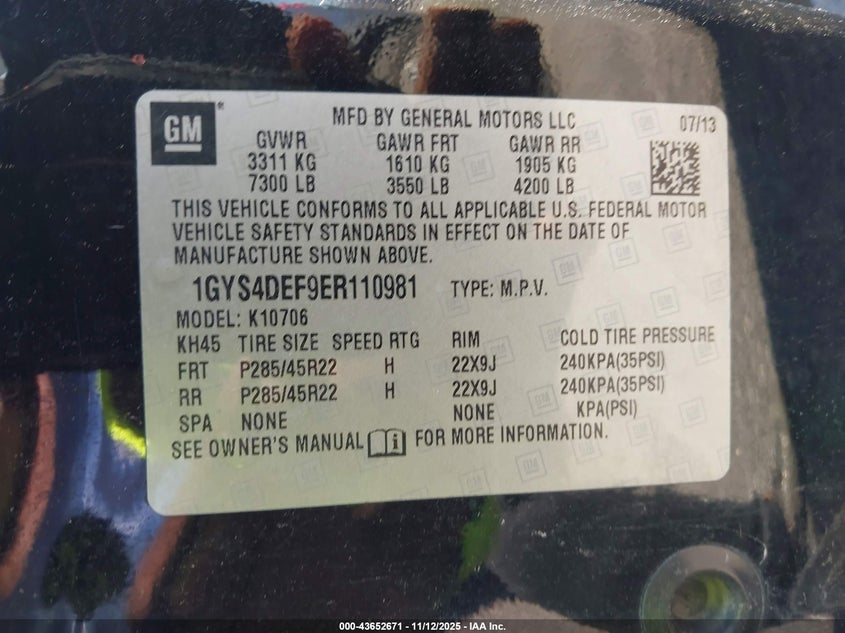 GM
MFD BY GENERAL MOTORS LLC 07/13
GVWR GAWR FRT GAWR RR
3311 KG 1610 KG 1905 KG
7300 LB 3550 LB 4200 LB
THIS VEHICLE CONFORMS TO ALL APPLICABLE U.S. FEDERAL MOTOR
VEHICLE SAFETY STANDARDS IN EFFECT ON THE DATE OF
MANUFACTURE SHOWN ABOVE.
1GYS4DEF9ER110981 TYPE: M.P.V.
MODEL: K10706
KH45 TIRE SIZE SPEED RTG RIM COLD TIRE PRESSURE
FRT P285/45R22 H 22X9J 240KPA(35PSI)
RR P285/45R22 H 22X9J 240KPA(35PSI)
SPA NONE NONE KPA(PSI)
SEE OWNER'S MANUAL FOR MORE INFORMATION.
000-43652671 - 11/12/2025 - IAA Inc.